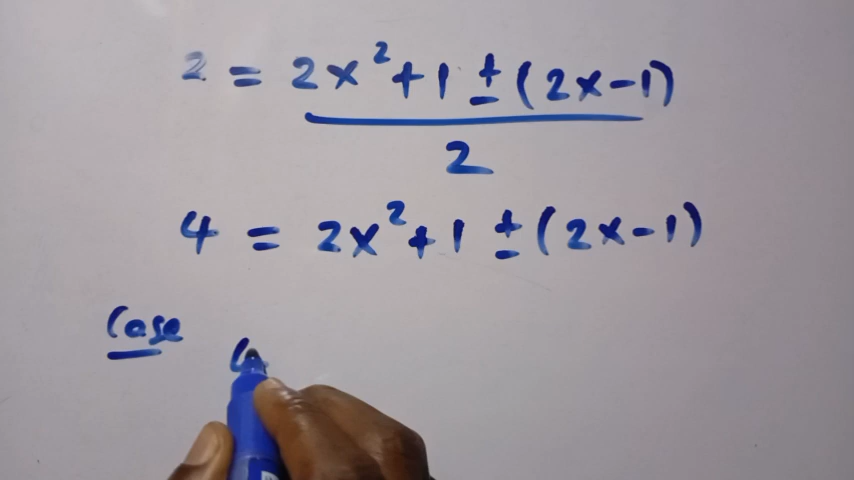 2 = 2x² + 1 ± (2x - 1)
2
4 = 2x² + 1 ± (2x - 1)
Case